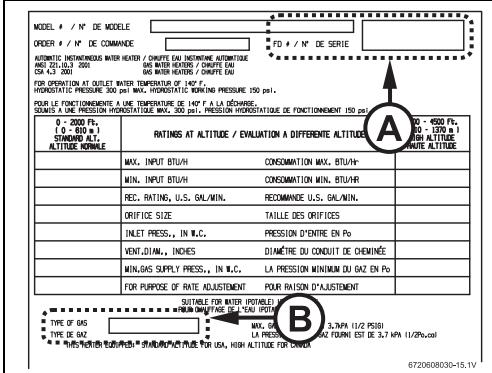 MODEL # / N° DE MODELE
ORDER # / N° DE COMMANDE
FD # / N° DE SERIE
AUTOMATIC INSTANTANEOUS WATER HEATER / CHAUFFE EAU INSTANTANE AUTOMATIQUE
ANSI Z21.10.3 2001 GAS WATER HEATERS / CHAUFFE EAU
CSA 4.3 2001 GAS WATER HEATERS / CHAUFFE EAU
FOR OPERATION AT OUTLET WATER TEMPERATUR OF 140° F.
HYDROSTATIC PRESSURE 300 psi MAX. HYDROSTATIC WORKING PRESSURE 150 psi.
POUR LE FONCTIONNEMENTE A UNE TEMPERATURE DE 140° F A LA DÉCHARGE.
SOUMIS A UNE PRESSION HYDROSTATIQUE MAX. 300 psi. PRESSION HYDROSTATIQUE DE FONCTIONNEMENT 150 psi
A
0 - 2000 Ft.
( 0 - 610 m )
STANDARD ALT.
ALTITUDE NORMALE
RATINGS AT ALTITUDE / EVALUATION A DIFFERENTE ALTITUDE
00 - 4500 Ft.
10 - 1370 m )
HIGH ALTITUDE
HAUTE ALTITUDE
MAX. INPUT BTU/H CONSOMMATION MAX. BTU/Hr
MIN. INPUT BTU/H CONSOMMATION MIN. BTU/HR
REC. RATING, U.S. GAL/MIN. RECOMMANDE U.S. GAL/MIN.
ORIFICE SIZE TAILLE DES ORIFICES
INLET PRESS., IN W.C. PRESSION D'ENTRE EN Po
VENT.DIAM., INCHES DIAMÉTRE DU CONDUIT DE CHEMINÉE
MIN.GAS SUPPLY PRESS., IN W.C. LA PRESSION MINIMUM DU GAZ EN Po
FOR PURPOSE OF RATE ADJUSTEMENT POUR RAISON D'AJUSTEMENT
SUITABLE FOR WATER (POTABLE)
POUR CHAUFFAGE DE L'EAU (POTA
B
TYPE OF GAS
TYPE DE GAZ
MAX. GA 3.7kPA (1/2 PSIG)
LA PRESS GAZ FOURNI EST DE 3.7 kPA (1/2Po.co)
THIS HEATER EQUIPPED STANDARD ALTITUDE FOR USA, HIGH ALTITUDE FOR CANADA
6720608030-15.1V